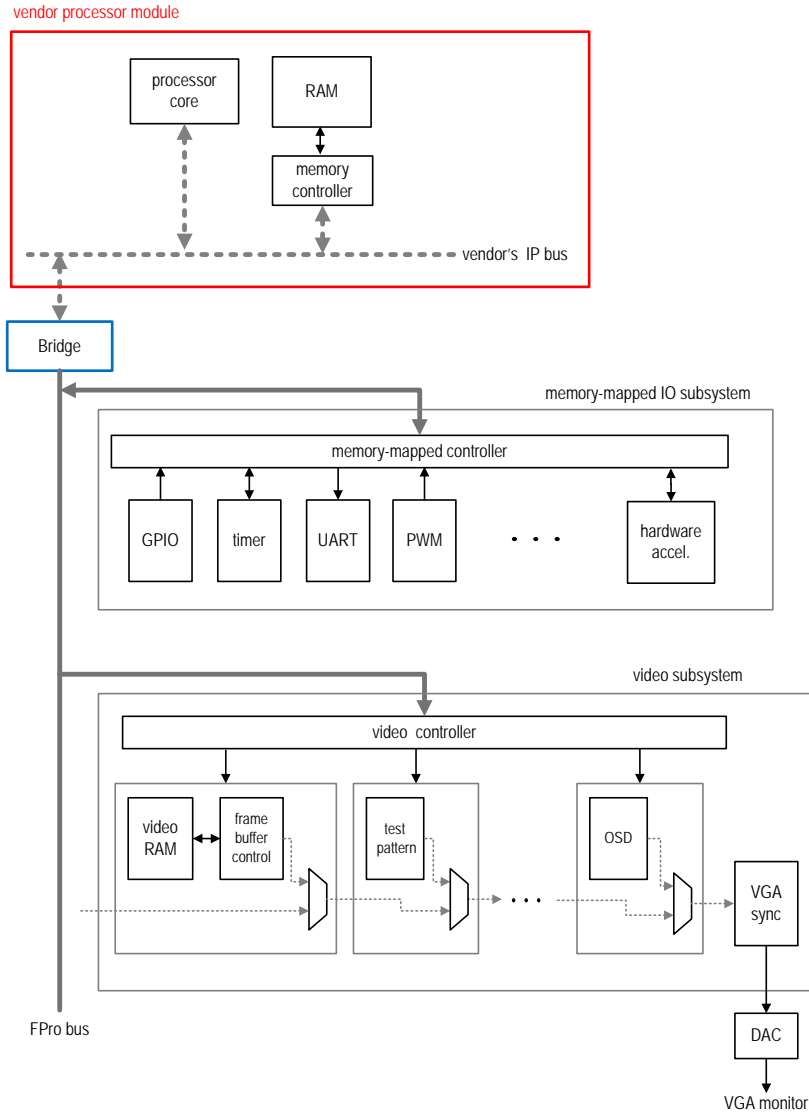 vendor processor module
processor
core
RAM
memory
controller
vendor's IP bus
Bridge
memory-mapped IO subsystem
memory-mapped controller
GPIO
timer
UART
PWM
. . .
hardware
accel.
video subsystem
video controller
video
RAM
frame
buffer
control
test
pattern
. . .
OSD
VGA
sync
FPro bus
DAC
VGA monitor